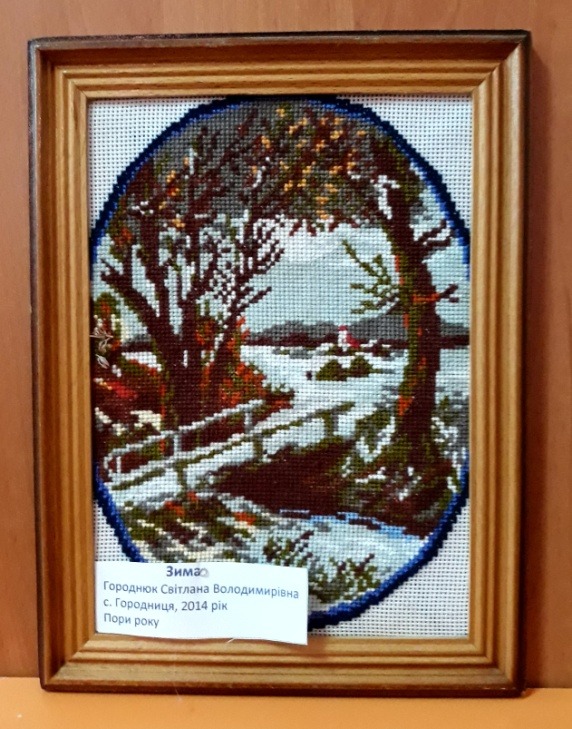 Зима
Городнюк Світлана Володимирівна
с. Городниця, 2014 рік
Пори року